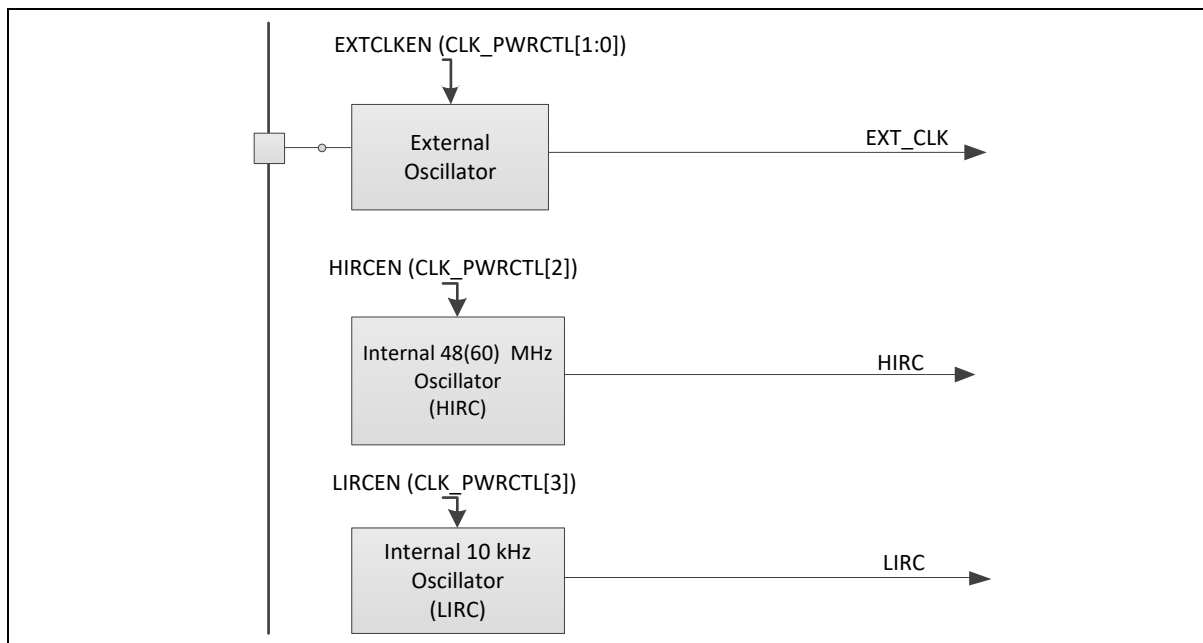 EXTCLKEN (CLK_PWRCTL[1:0])
External
Oscillator
EXT_CLK
HIRCEN (CLK_PWRCTL[2])
Internal 48(60)  MHz
Oscillator
(HIRC)
HIRC
LIRCEN (CLK_PWRCTL[3])
Internal 10 kHz
Oscillator
(LIRC)
LIRC